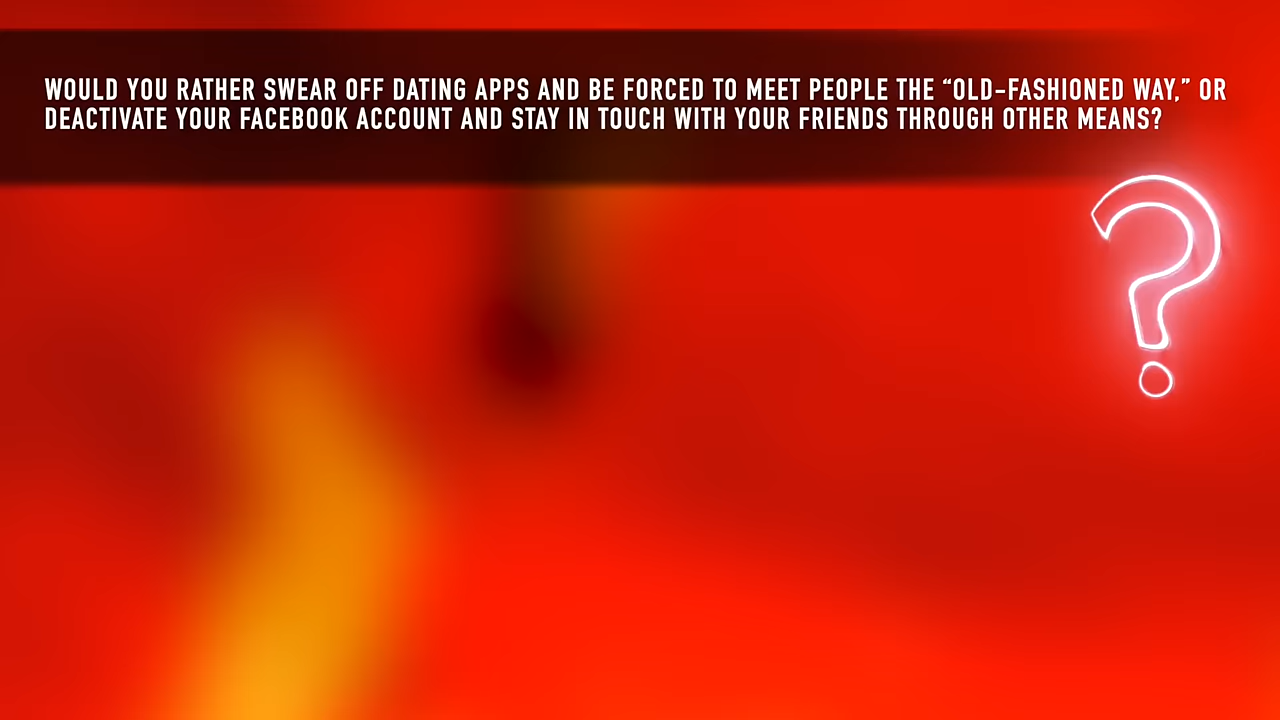 WOULD YOU RATHER SWEAR OFF DATING APPS AND BE FORCED TO MEET PEOPLE THE “OLD-FASHIONED WAY,” OR
DEACTIVATE YOUR FACEBOOK ACCOUNT AND STAY IN TOUCH WITH YOUR FRIENDS THROUGH OTHER MEANS?
?